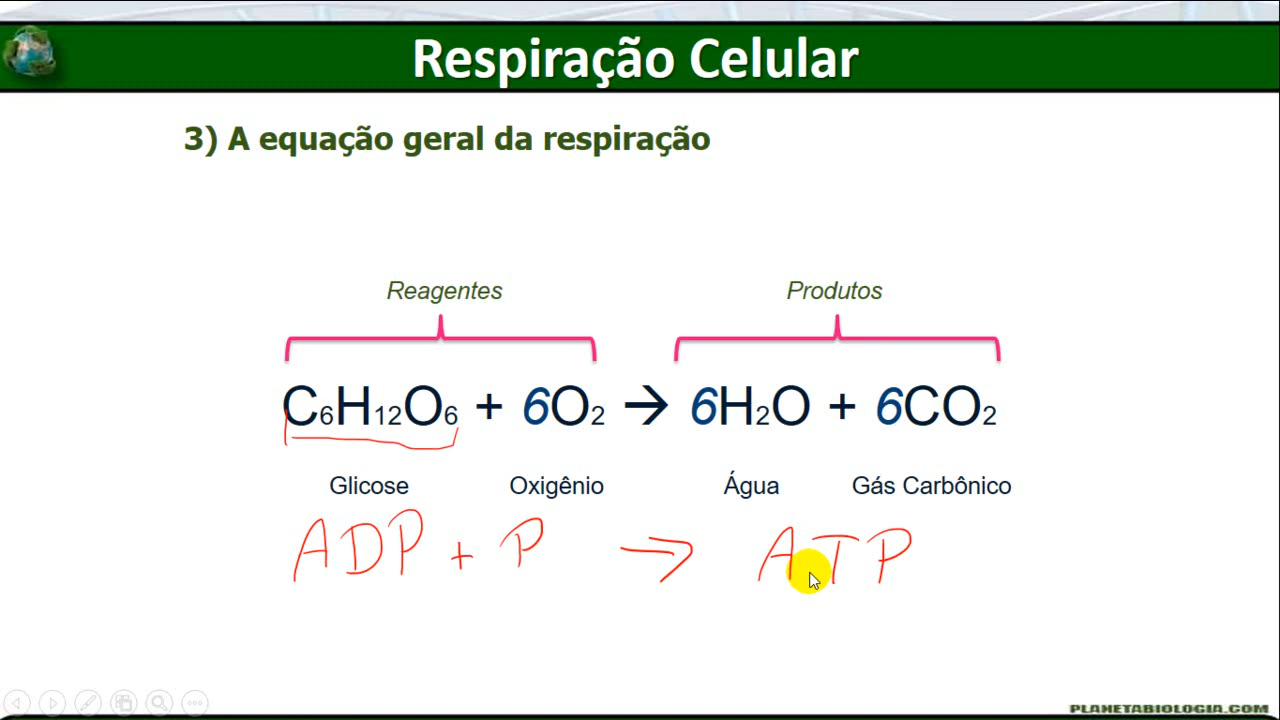 Respiração Celular
3) A equação geral da respiração
Reagentes Produtos
C6H12O6 + 6O2 → 6H2O + 6CO2
Glicose Oxigênio Água Gás Carbônico
ADP + P → ATP
PLANETABIOLOGIA.COM